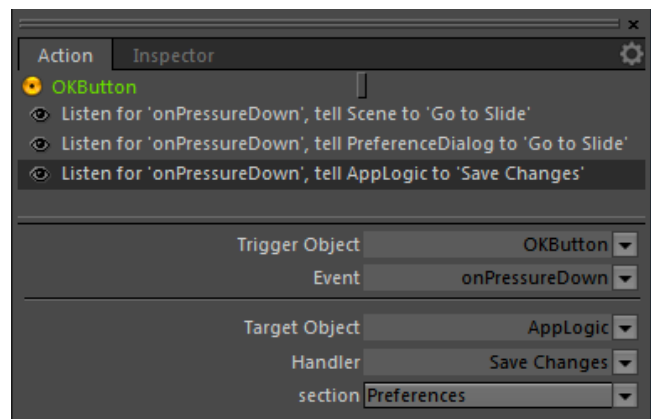 Action Inspector
OKButton
Listen for 'onPressureDown', tell Scene to 'Go to Slide'
Listen for 'onPressureDown', tell PreferenceDialog to 'Go to Slide'
Listen for 'onPressureDown', tell AppLogic to 'Save Changes'
Trigger Object OKButton
Event onPressureDown
Target Object AppLogic
Handler Save Changes
section Preferences